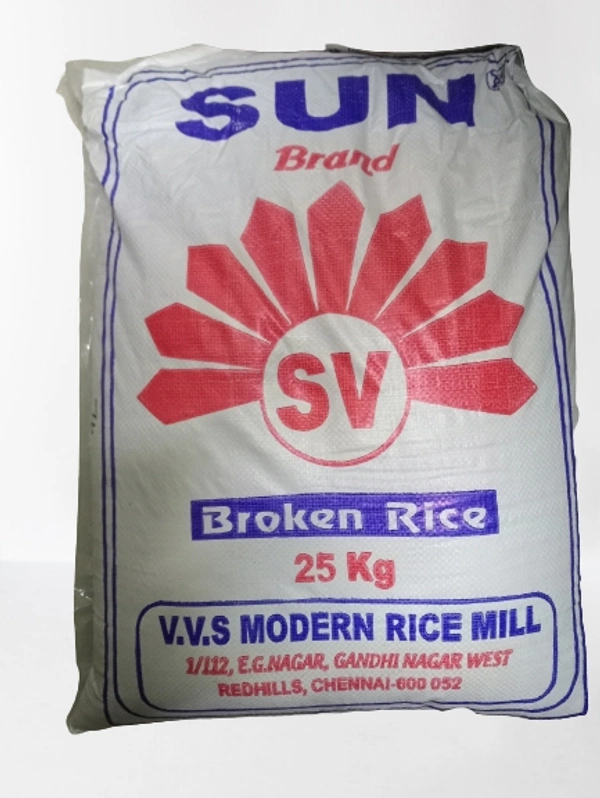 SUN
Brand
SV
Broken Rice
25 Kg
V.V.S MODERN RICE MILL
1/112, E.G.NAGAR, GANDHI NAGAR WEST
REDHILLS, CHENNAI-600 052